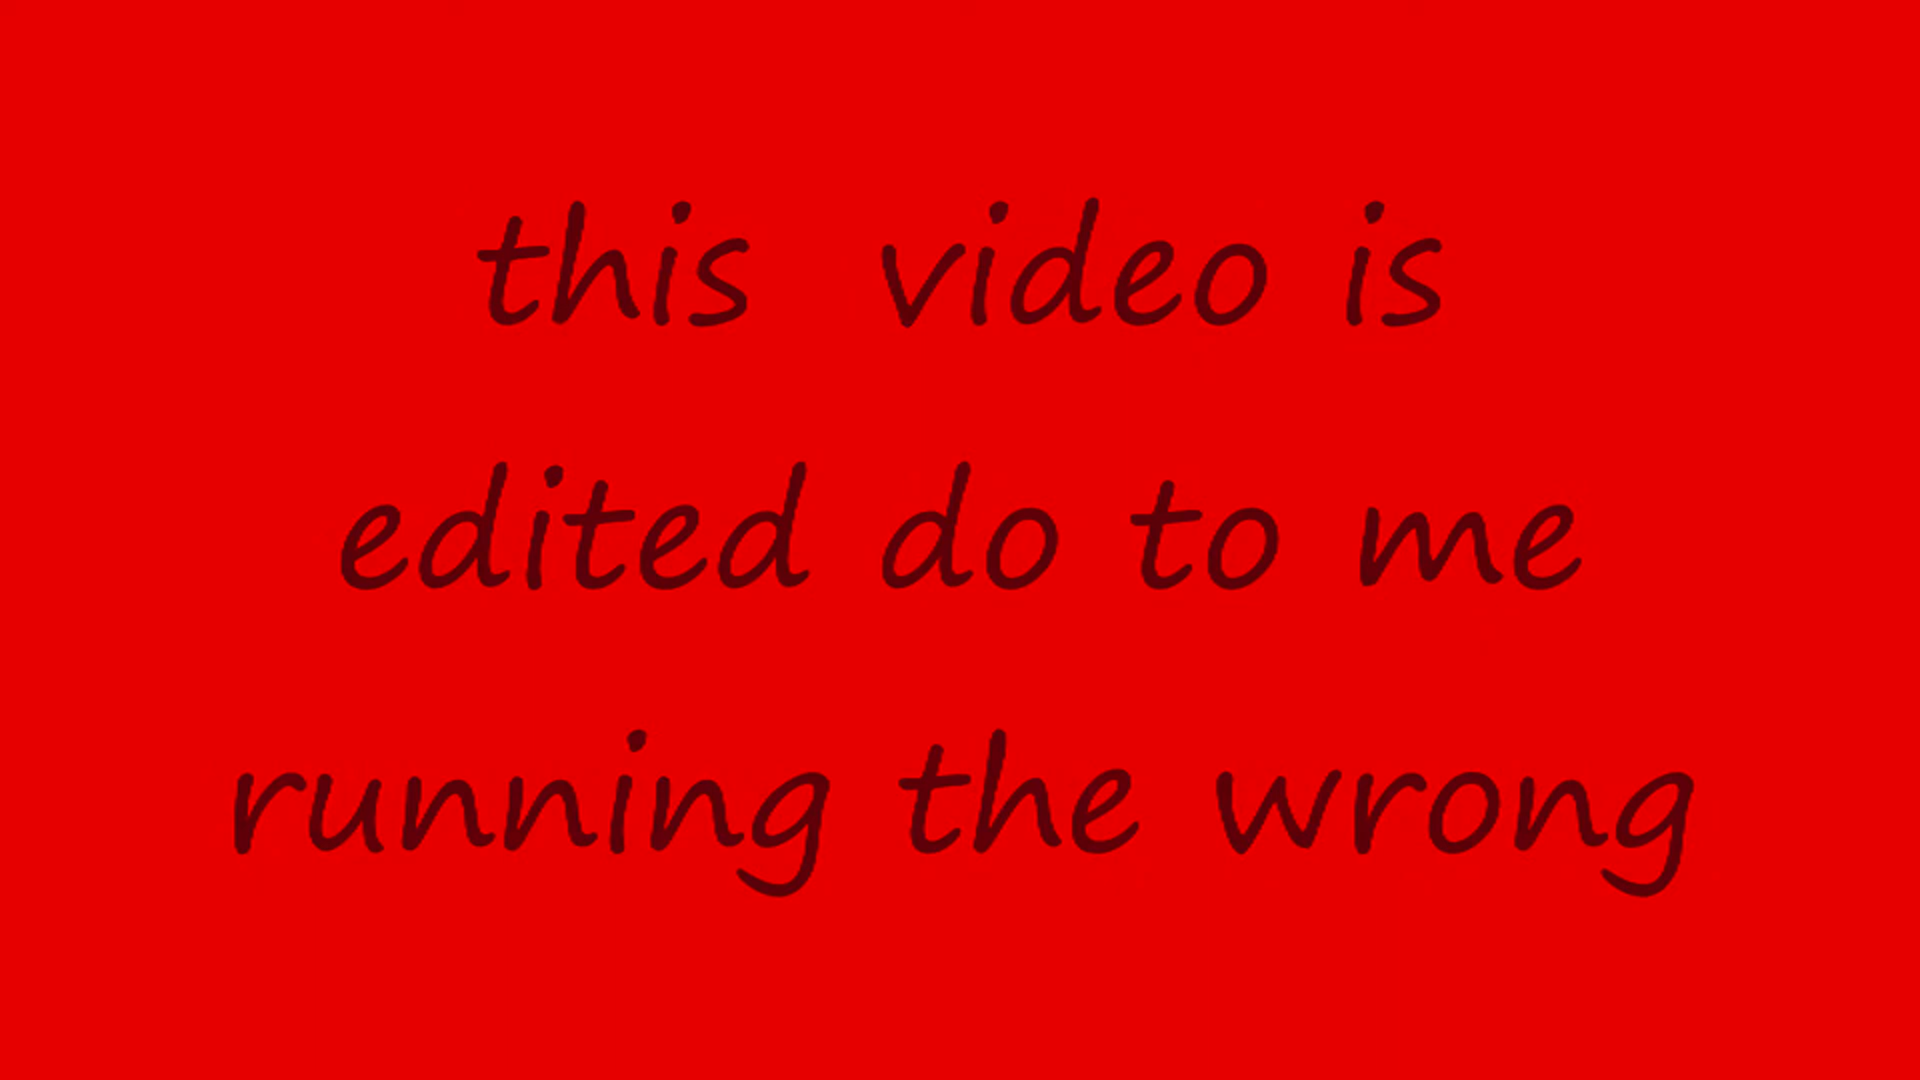 this video is
edited do to me
running the wrong